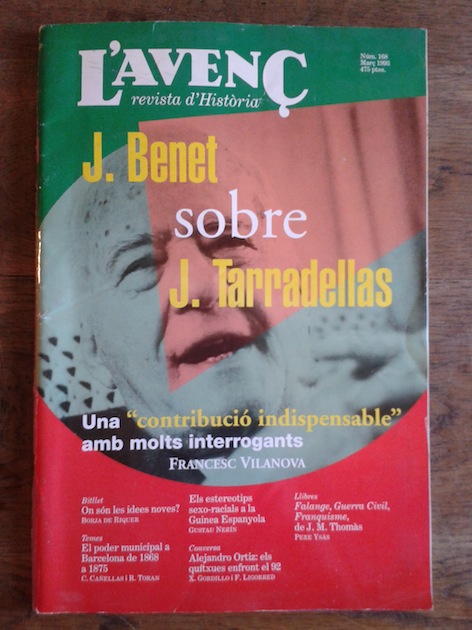 L'AVENÇ
revista d'Història
Núm. 168
Març 1993
475 ptes.
J. Benet
sobre
J. Tarradellas
Una "contribució indispensable"
amb molts interrogants
FRANCESC VILANOVA
Bitllet
On són les idees noves?
BORJA DE RIQUER
Temes
El poder municipal a
Barcelona de 1868
a 1875
C. CAÑELLAS i R. TORAN
Els estereotips
sexo-racials a la
Guinea Espanyola
GUSTAU NERÍN
Conversa
Alejandro Ortiz: els
quítxues enfront el 92
X. GORDILLO i F. LIGORRED
Llibres
Falange, Guerra Civil,
Franquisme,
de J. M. Thomàs
PERE YSÀS